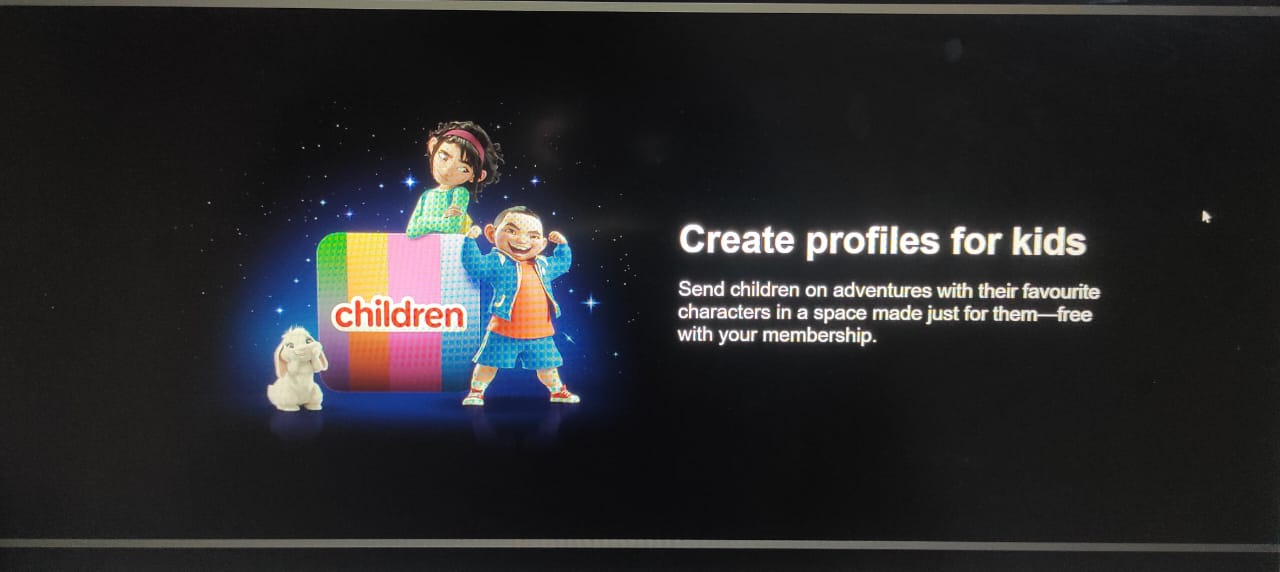 children
Create profiles for kids
Send children on adventures with their favourite
characters in a space made just for them—free
with your membership.